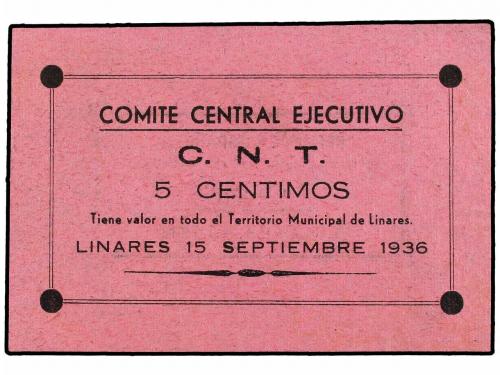 COMITE CENTRAL EJECUTIVO
C. N. T.
5 CENTIMOS
Tiene valor en todo el Territorio Municipal de Linares.
LINARES 15 SEPTIEMBRE 1936